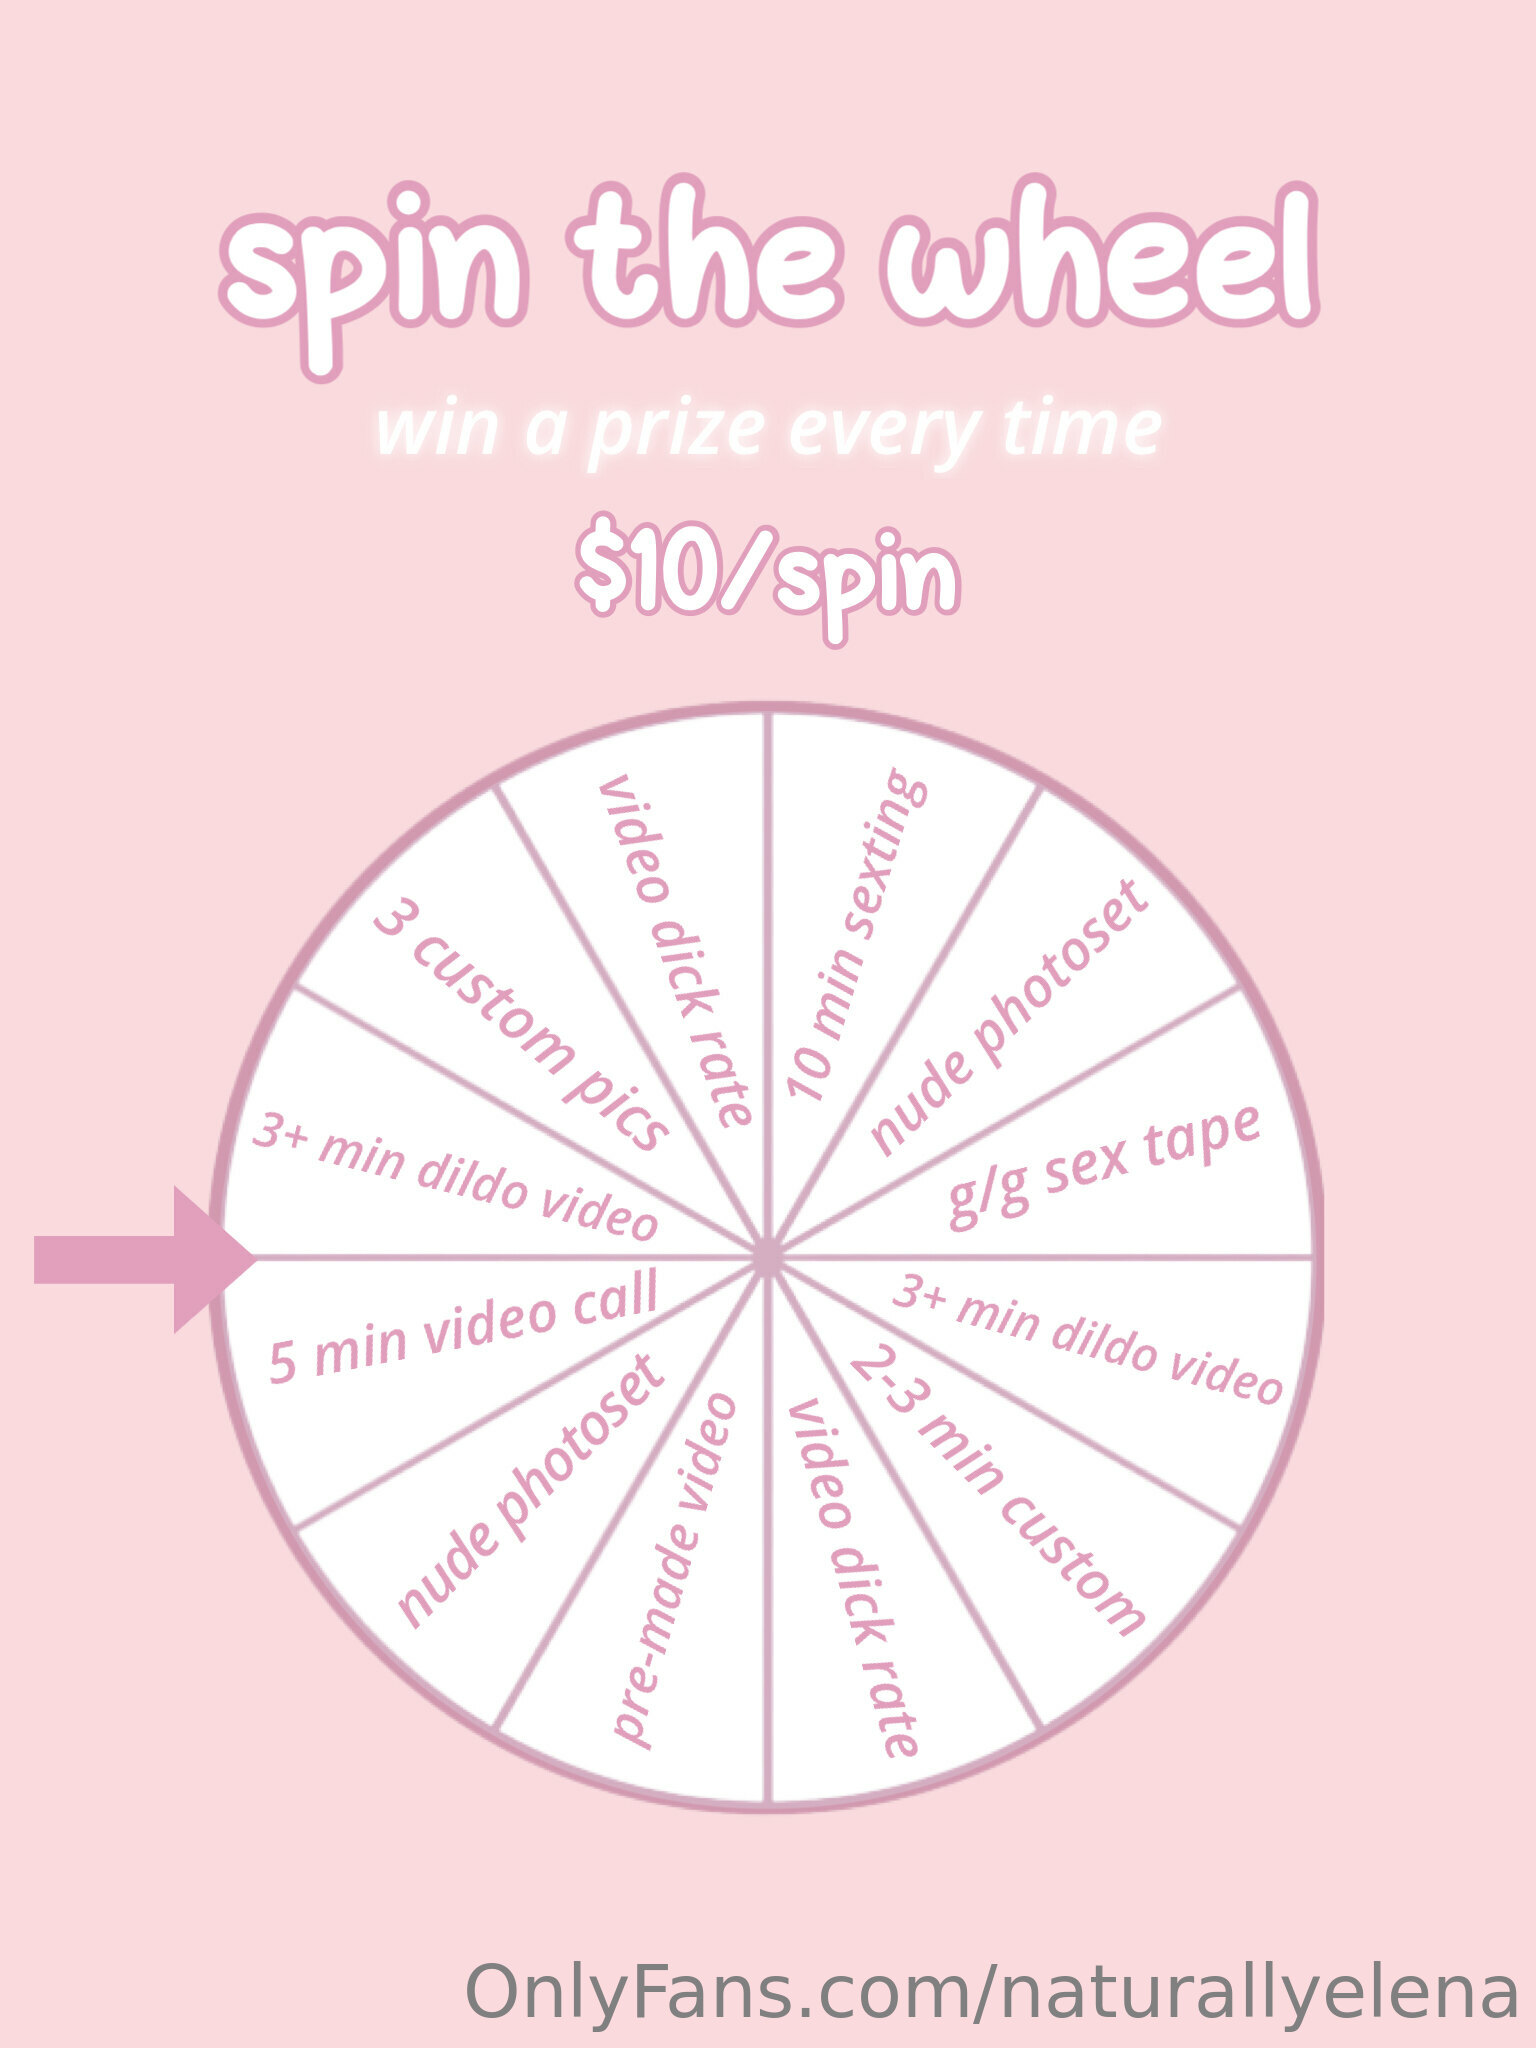 spin the wheel
win a prize every time
$10/spin
10 min sexting
nude photoset
g/g sex tape
3+ min dildo video
2-3 min custom
video dick rate
pre-made video
nude photoset
5 min video call
3+ min dildo video
3 custom pics
video dick rate
OnlyFans.com/naturallyelena